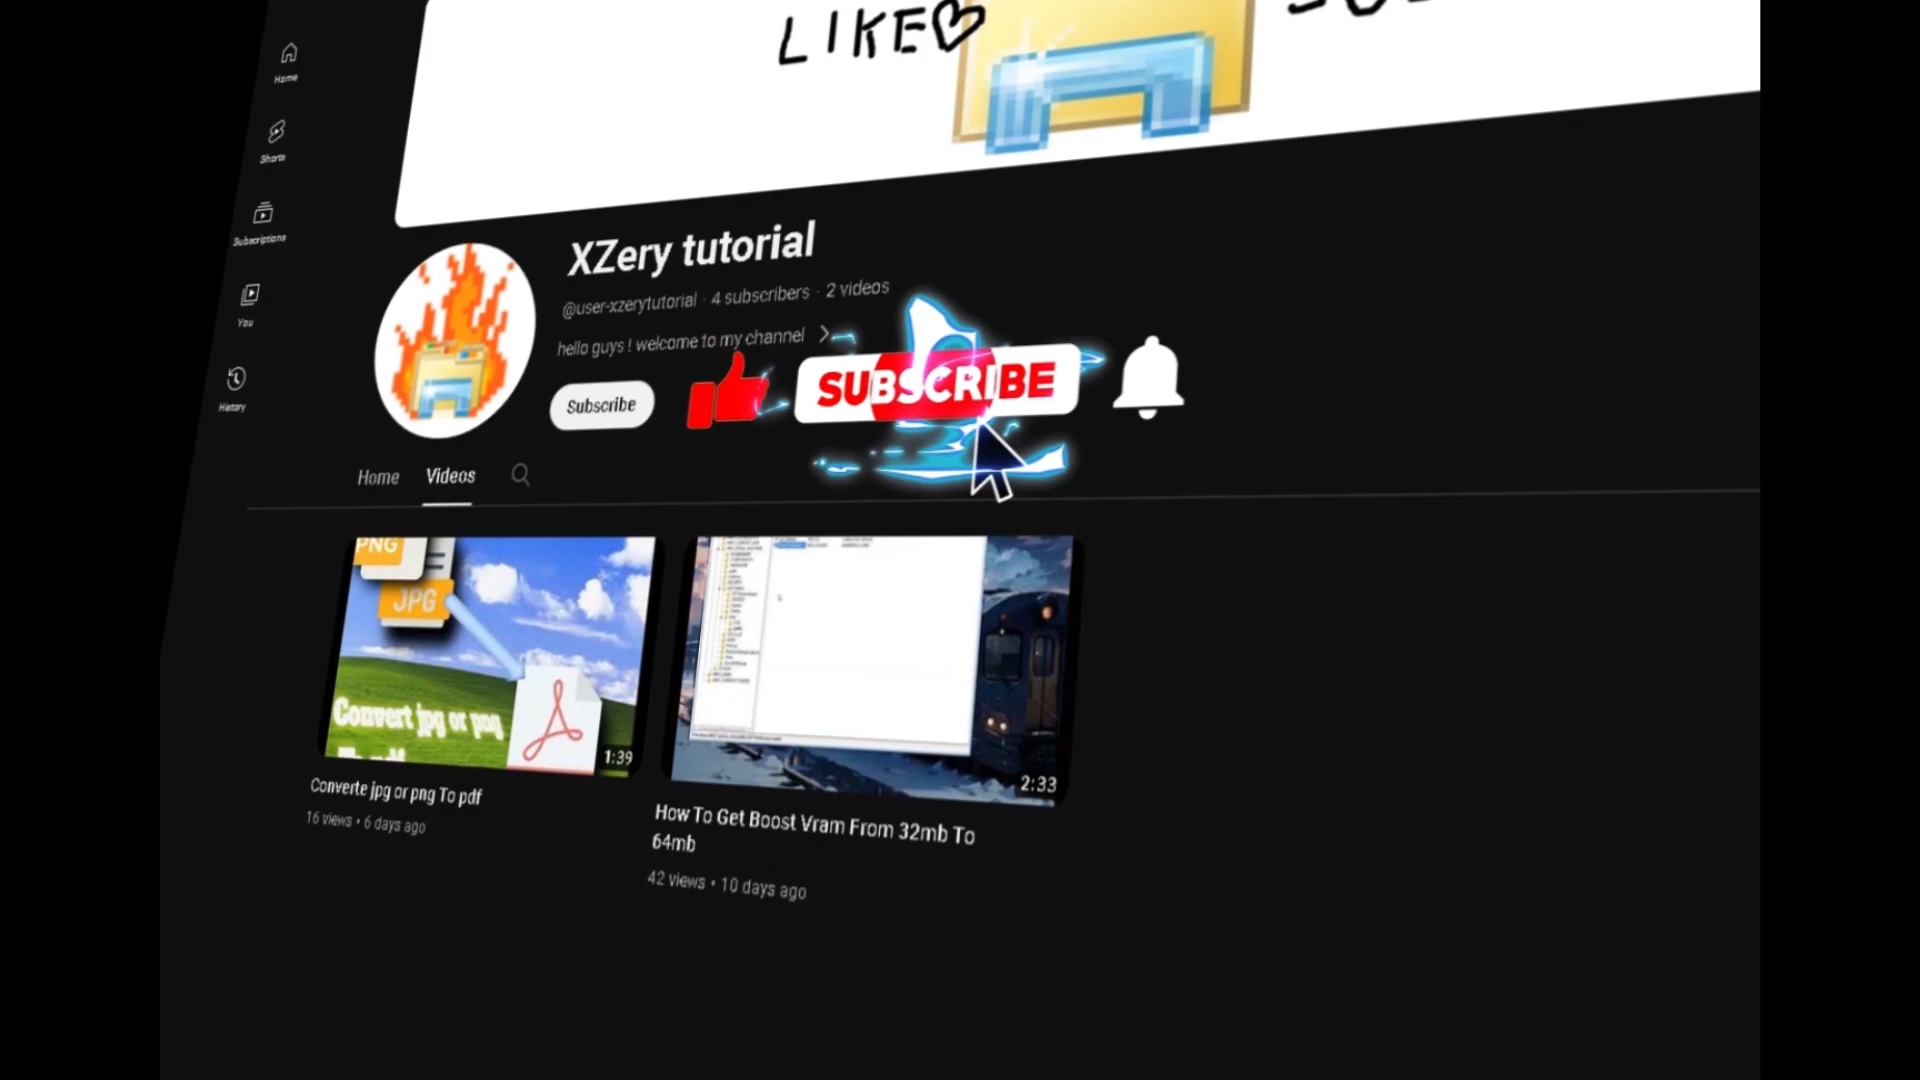 LIKE
Home
Shorts
Subscriptions
You
History
XZery tutorial
@user-xzerytutorial · 4 subscribers · 2 videos
hello guys ! welcome to my channel
Subscribe
SUBSCRIBE
Home Videos
PNG
JPG
Convert jpg or png
To pdf
1:39
2:33
Converte jpg or png To pdf
16 views • 6 days ago
How To Get Boost Vram From 32mb To
64mb
42 views • 10 days ago